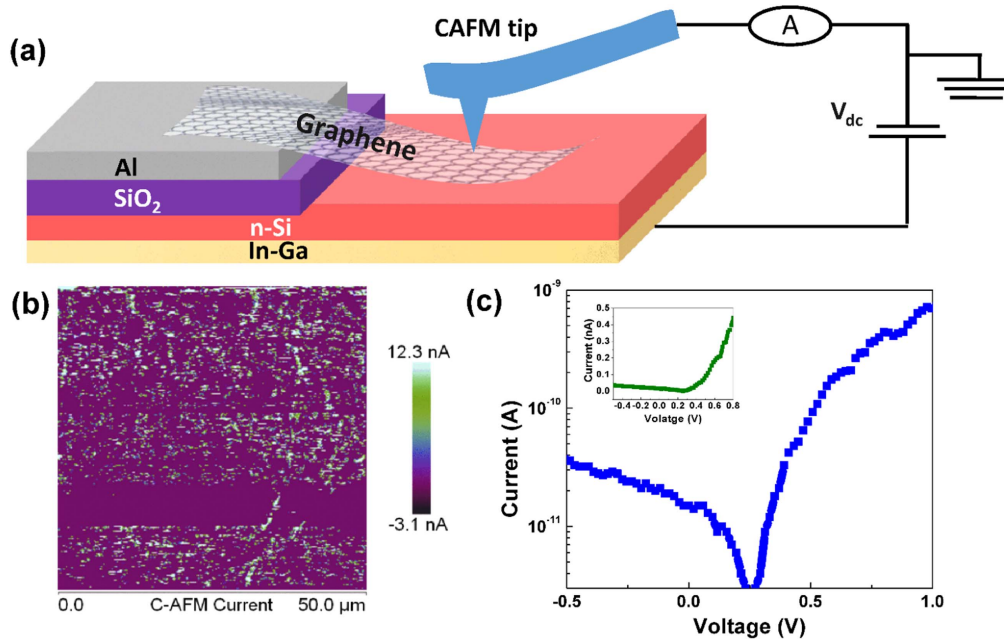 (a)
CAFM tip
A
V_dc
Graphene
Al
SiO₂
n-Si
In-Ga
(b)
12.3 nA
-3.1 nA
0.0 C-AFM Current 50.0 μm
(c)
10⁻⁹
10⁻¹⁰
10⁻¹¹
Current (A)
-0.5 0.0 0.5 1.0
Voltage (V)
0.5
0.4
0.3
0.2
0.1
0.0
Current (nA)
-0.4 -0.2 0.0 0.2 0.4 0.6 0.8
Volatge (V)